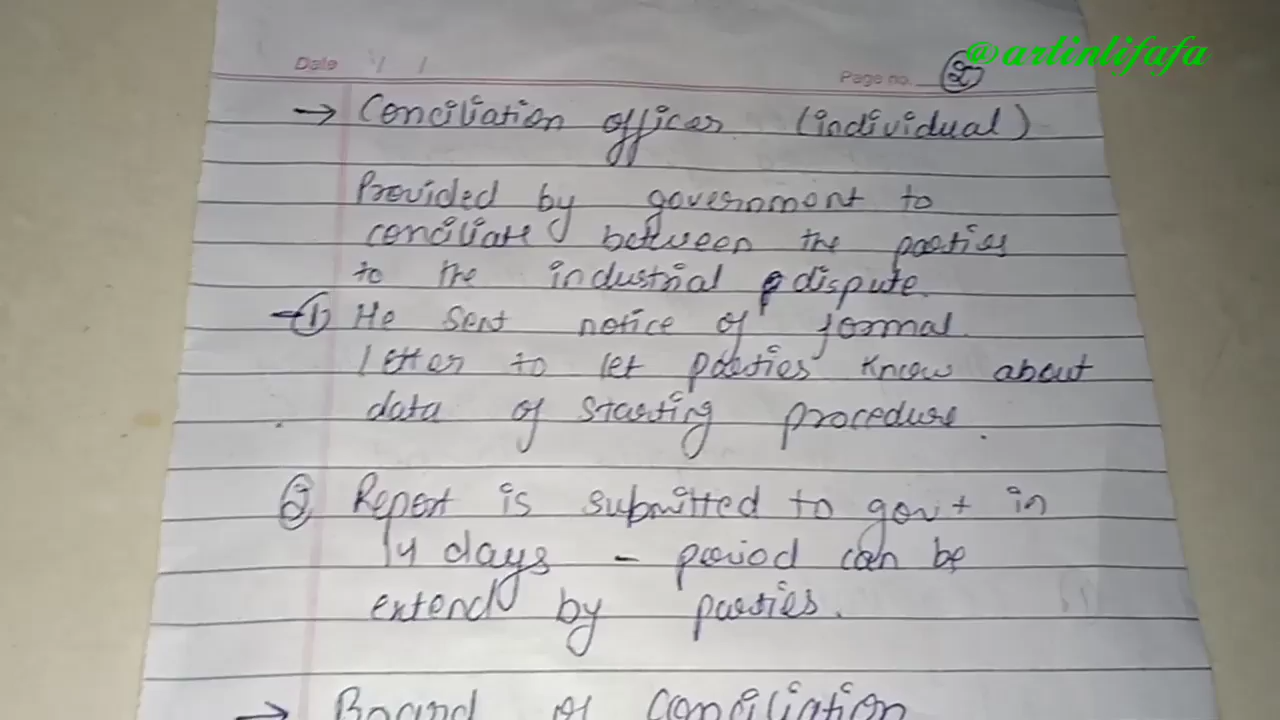 @artinlifafa
Date / /
Page no. 2
→ Conciliation officer (individual)
Provided by government to
conciliate between the parties
to the industrial dispute.
→ ① He sent notice of formal
letter to let parties know about
data of starting procedure.
② Report is submitted to govt in
14 days - period can be
extend by parties.
→ Board of Conciliation